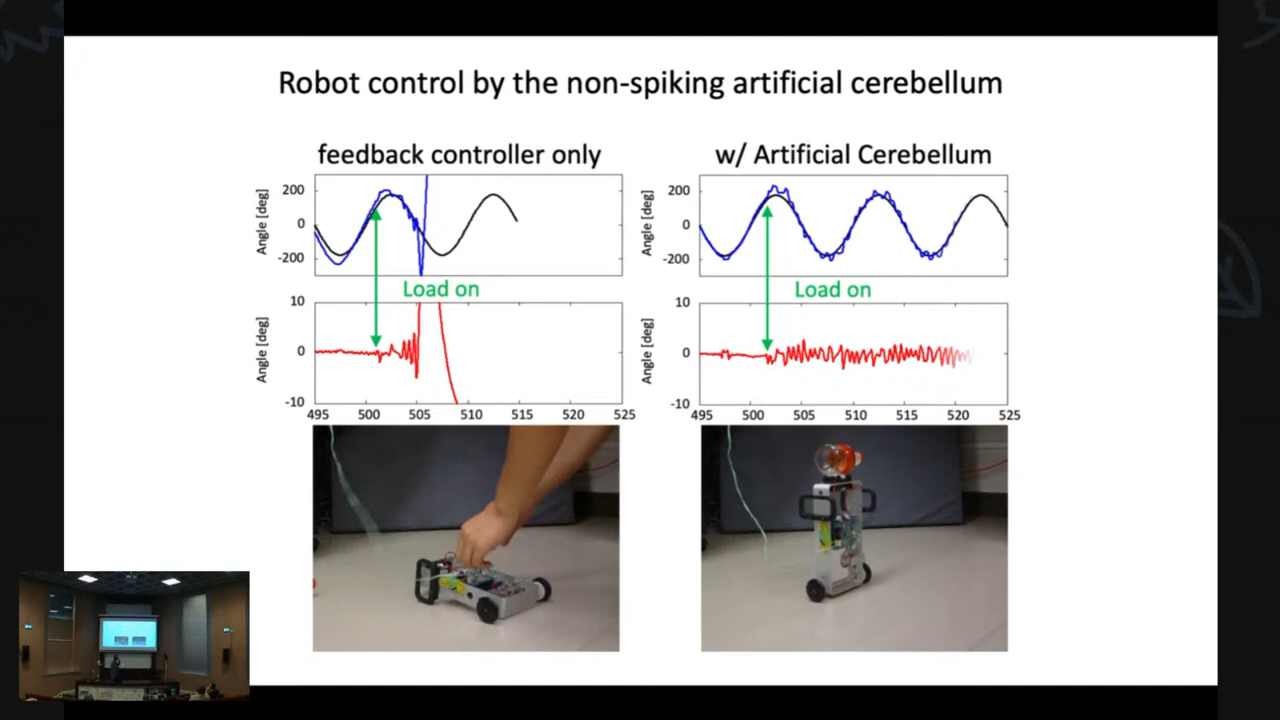 Robot control by the non-spiking artificial cerebellum
feedback controller only
w/ Artificial Cerebellum
200
0
-200
Angle [deg]
200
0
-200
Angle [deg]
Load on
Load on
10
0
-10
Angle [deg]
10
0
-10
Angle [deg]
495 500 505 510 515 520 525
495 500 505 510 515 520 525